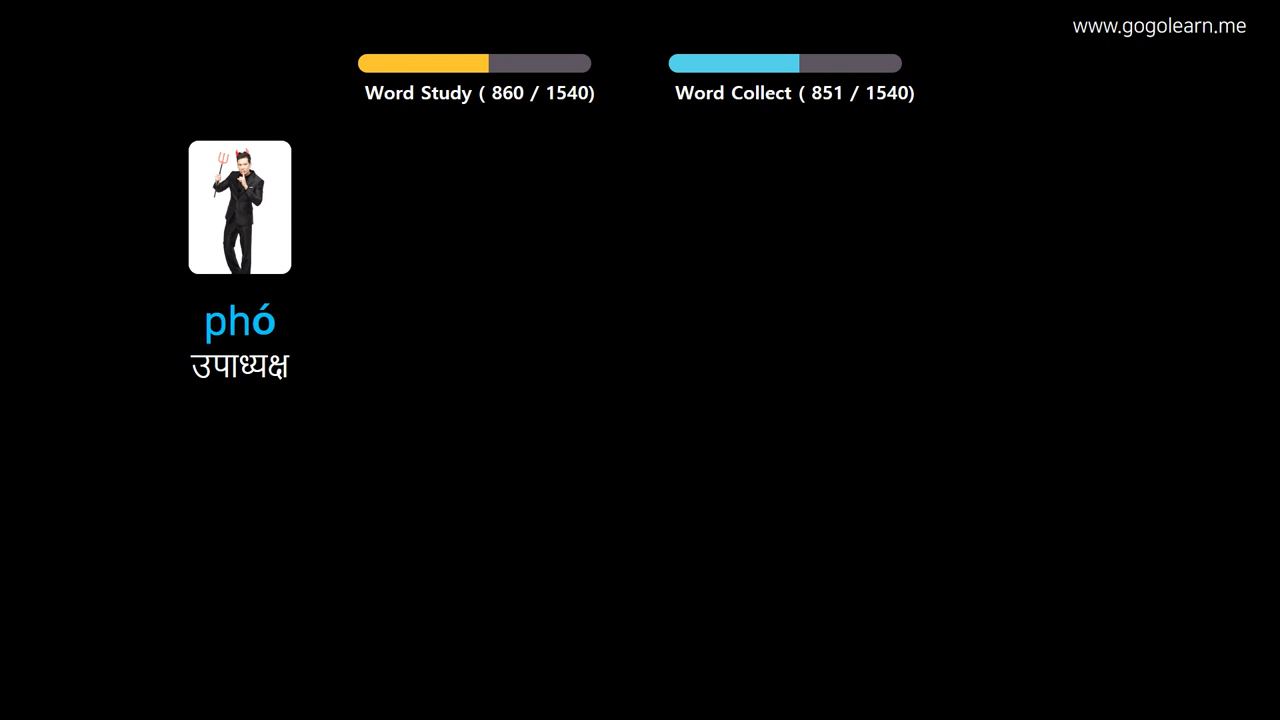 www.gogolearn.me
Word Study ( 860 / 1540)
Word Collect ( 851 / 1540)
phó
उपाध्यक्ष